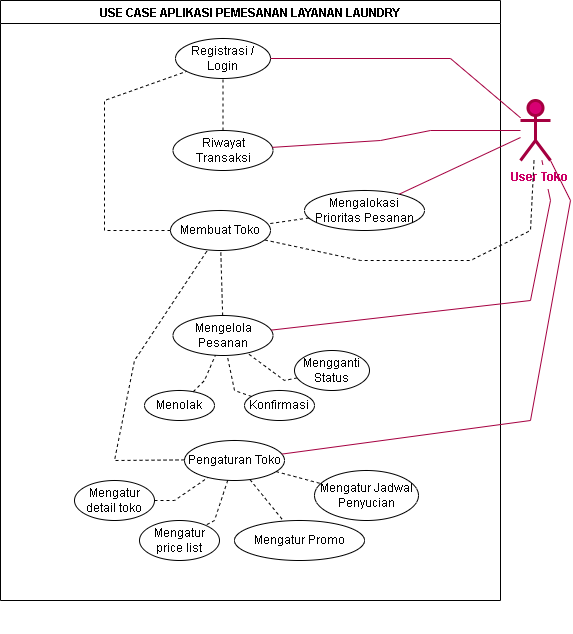 USE CASE APLIKASI PEMESANAN LAYANAN LAUNDRY
Registrasi /
Login
Riwayat
Transaksi
User Toko
Mengalokasi
Prioritas Pesanan
Membuat Toko
Mengelola
Pesanan
Mengganti
Status
Menolak
Konfirmasi
Pengaturan Toko
Mengatur
detail toko
Mengatur Jadwal
Penyucian
Mengatur
price list
Mengatur Promo